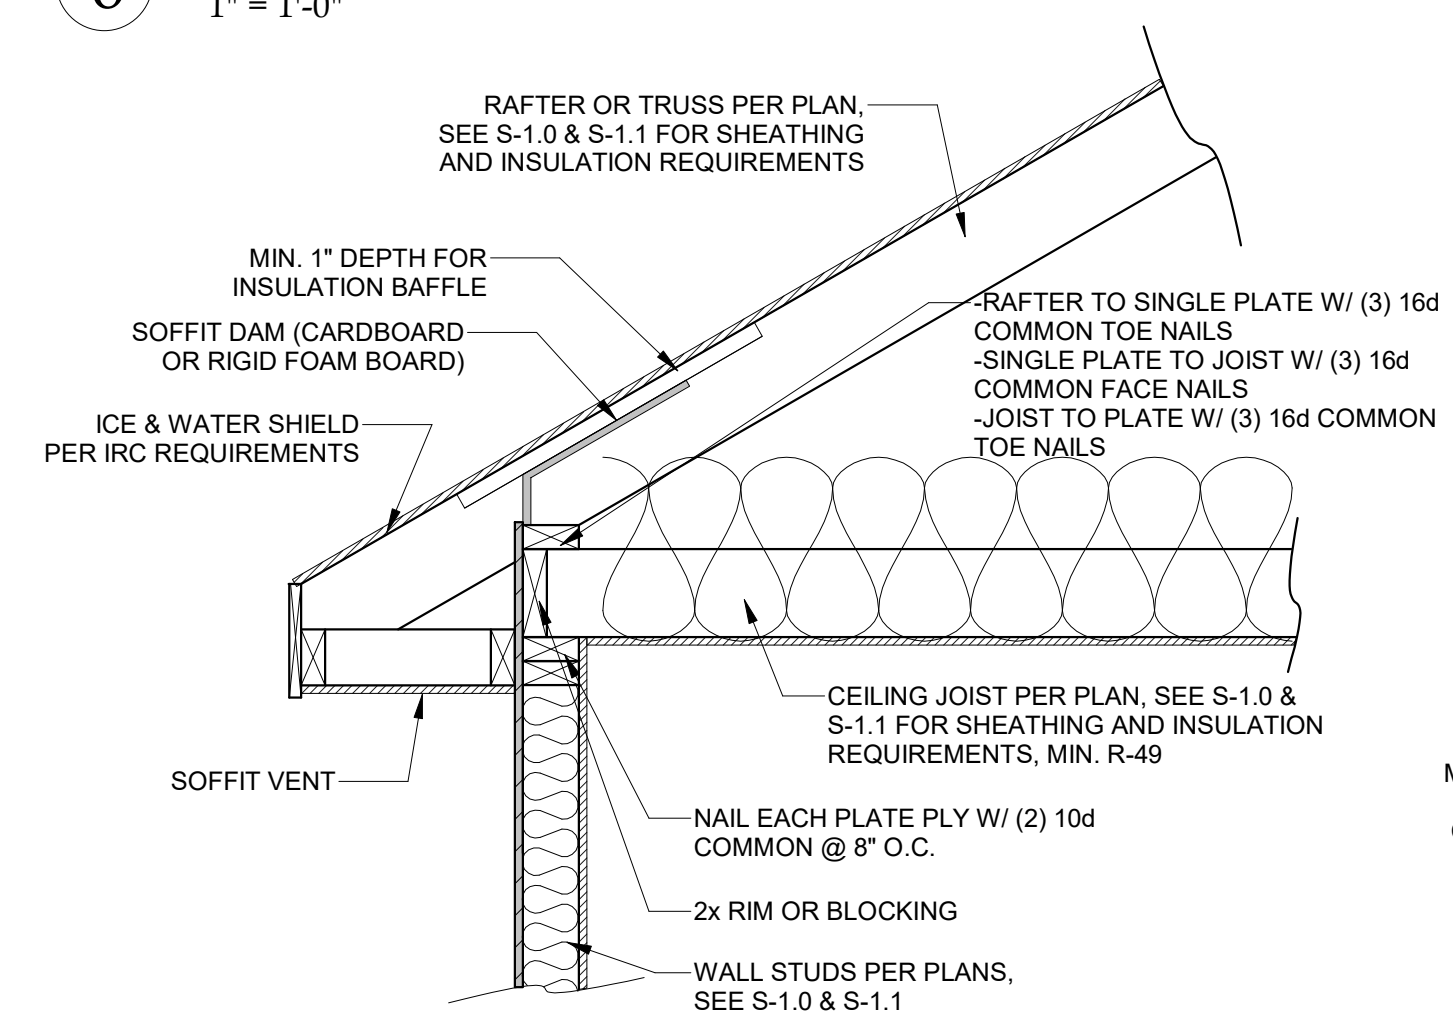 1" = 1'-0"
RAFTER OR TRUSS PER PLAN,
SEE S-1.0 & S-1.1 FOR SHEATHING
AND INSULATION REQUIREMENTS
MIN. 1" DEPTH FOR
INSULATION BAFFLE
SOFFIT DAM (CARDBOARD
OR RIGID FOAM BOARD)
ICE & WATER SHIELD
PER IRC REQUIREMENTS
-RAFTER TO SINGLE PLATE W/ (3) 16d
COMMON TOE NAILS
-SINGLE PLATE TO JOIST W/ (3) 16d
COMMON FACE NAILS
-JOIST TO PLATE W/ (3) 16d COMMON
TOE NAILS
CEILING JOIST PER PLAN, SEE S-1.0 &
S-1.1 FOR SHEATHING AND INSULATION
REQUIREMENTS, MIN. R-49
SOFFIT VENT
NAIL EACH PLATE PLY W/ (2) 10d
COMMON @ 8" O.C.
2x RIM OR BLOCKING
WALL STUDS PER PLANS,
SEE S-1.0 & S-1.1